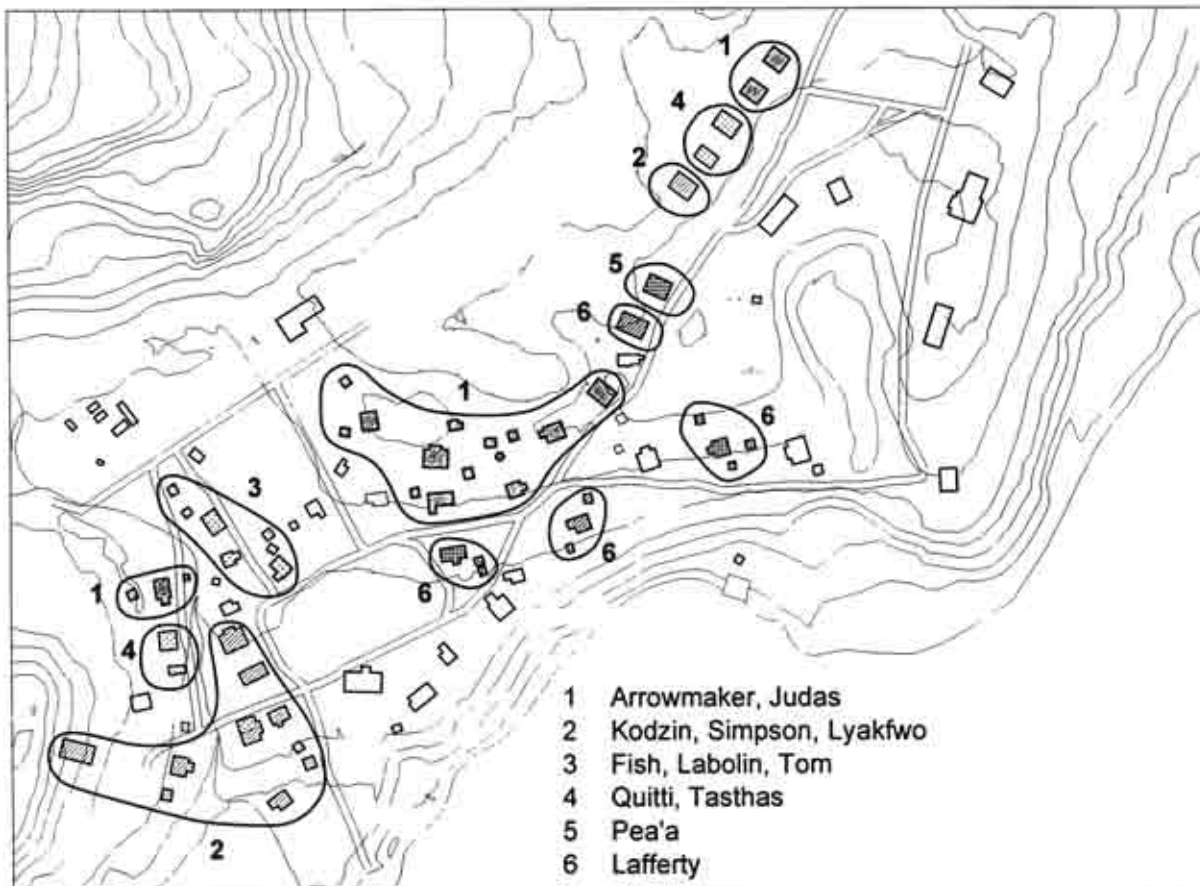 1
4
2
5
6
1
6
3
6
6
1
4
2
1 Arrowmaker, Judas
2 Kodzin, Simpson, Lyakfwo
3 Fish, Labolin, Tom
4 Quitti, Tasthas
5 Pea'a
6 Lafferty